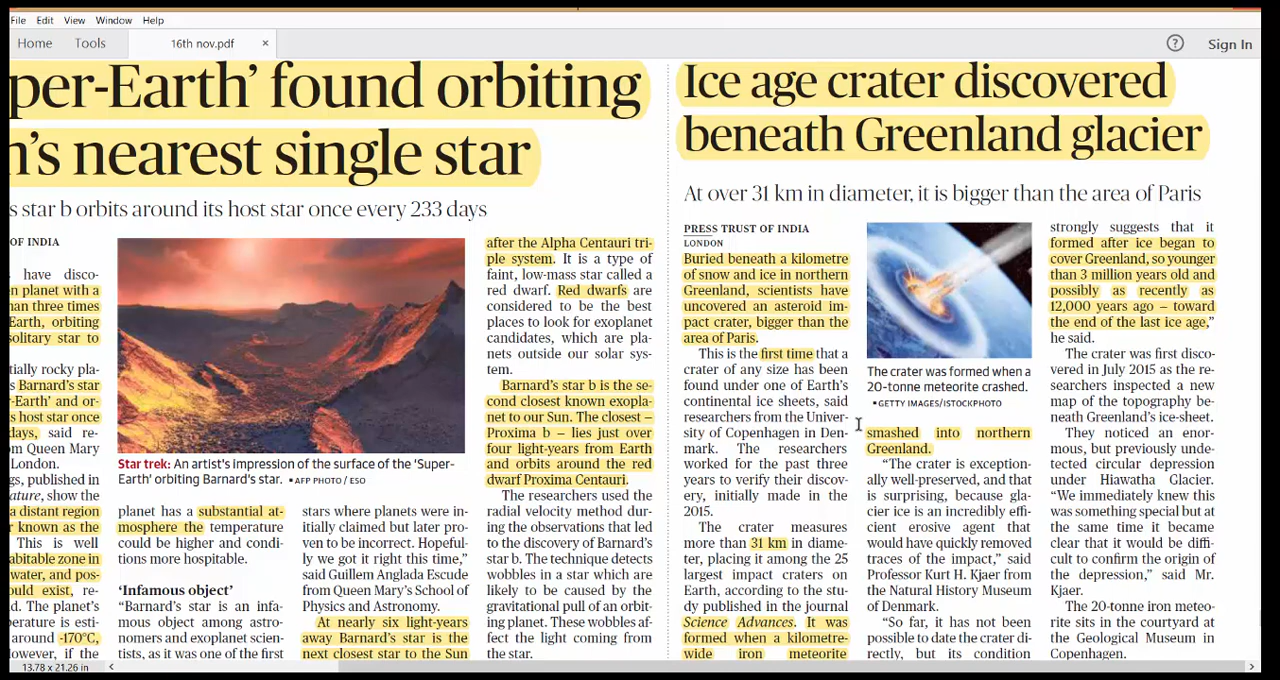 File Edit View Window Help
Home Tools 16th nov.pdf × ? Sign In
per-Earth’ found orbiting
n’s nearest single star
s star b orbits around its host star once every 233 days
OF INDIA
have disco-
en planet with a
han three times
Earth, orbiting
solitary star to
tially rocky pla-
s Barnard’s star
r-Earth’ and or-
s host star once
days, said re-
om Queen Mary
London.
gs, published in
ature, show the
a distant region
r known as the
This is well
abitable zone in
water, and pos-
ould exist, re-
d. The planet’s
perature is esti-
around -170°C,
owever, if the
Star trek: An artist’s impression of the surface of the ‘Super-
Earth’ orbiting Barnard’s star. •AFP PHOTO / ESO
planet has a substantial at-
mosphere the temperature
could be higher and condi-
tions more hospitable.
‘Infamous object’
“Barnard’s star is an infa-
mous object among astro-
nomers and exoplanet scien-
tists, as it was one of the first
stars where planets were in-
itially claimed but later pro-
ven to be incorrect. Hopeful-
ly we got it right this time,”
said Guillem Anglada Escude
from Queen Mary’s School of
Physics and Astronomy.
At nearly six light-years
away Barnard’s star is the
next closest star to the Sun
after the Alpha Centauri tri-
ple system. It is a type of
faint, low-mass star called a
red dwarf. Red dwarfs are
considered to be the best
places to look for exoplanet
candidates, which are pla-
nets outside our solar sys-
tem.
Barnard’s star b is the se-
cond closest known exopla-
net to our Sun. The closest –
Proxima b – lies just over
four light-years from Earth
and orbits around the red
dwarf Proxima Centauri.
The researchers used the
radial velocity method dur-
ing the observations that led
to the discovery of Barnard’s
star b. The technique detects
wobbles in a star which are
likely to be caused by the
gravitational pull of an orbit-
ing planet. These wobbles af-
fect the light coming from
the star.
Ice age crater discovered
beneath Greenland glacier
At over 31 km in diameter, it is bigger than the area of Paris
PRESS TRUST OF INDIA
LONDON
Buried beneath a kilometre
of snow and ice in northern
Greenland, scientists have
uncovered an asteroid im-
pact crater, bigger than the
area of Paris.
This is the first time that a
crater of any size has been
found under one of Earth’s
continental ice sheets, said
researchers from the Univer-
sity of Copenhagen in Den-
mark. The researchers
worked for the past three
years to verify their discov-
ery, initially made in the
2015.
The crater measures
more than 31 km in diame-
ter, placing it among the 25
largest impact craters on
Earth, according to the stu-
dy published in the journal
Science Advances. It was
formed when a kilometre-
wide iron meteorite
The crater was formed when a
20-tonne meteorite crashed.
•GETTY IMAGES/ISTOCKPHOTO
smashed into northern
Greenland.
“The crater is exception-
ally well-preserved, and that
is surprising, because gla-
cier ice is an incredibly effi-
cient erosive agent that
would have quickly removed
traces of the impact,” said
Professor Kurt H. Kjaer from
the Natural History Museum
of Denmark.
“So far, it has not been
possible to date the crater di-
rectly, but its condition
strongly suggests that it
formed after ice began to
cover Greenland, so younger
than 3 million years old and
possibly as recently as
12,000 years ago – toward
the end of the last ice age,”
he said.
The crater was first disco-
vered in July 2015 as the re-
searchers inspected a new
map of the topography be-
neath Greenland’s ice-sheet.
They noticed an enor-
mous, but previously unde-
tected circular depression
under Hiawatha Glacier.
“We immediately knew this
was something special but at
the same time it became
clear that it would be diffi-
cult to confirm the origin of
the depression,” said Mr.
Kjaer.
The 20-tonne iron meteo-
rite sits in the courtyard at
the Geological Museum in
Copenhagen.
13.78 x 21.26 in